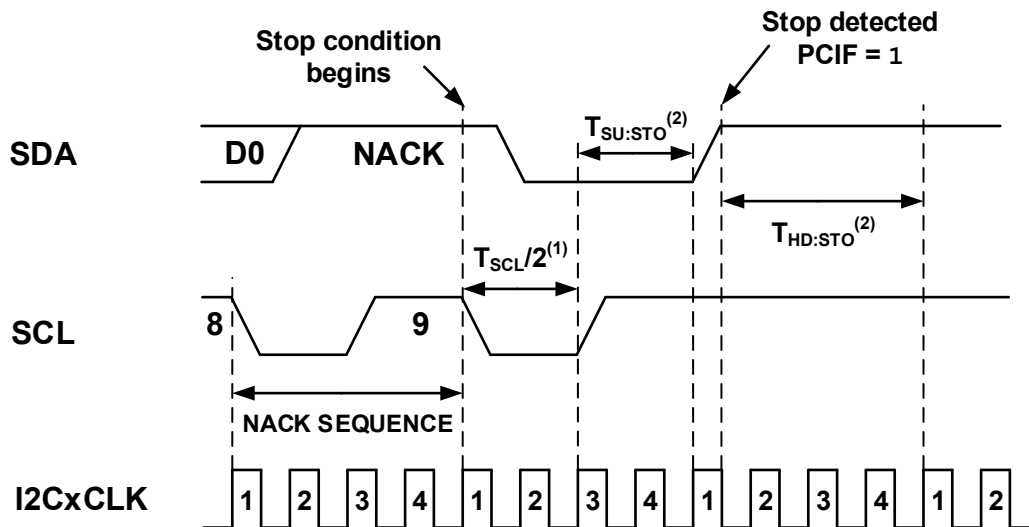 Stop condition
begins
Stop detected
PCIF = 1
SDA
D0
NACK
TSU:STO(2)
THD:STO(2)
TSCL/2(1)
SCL
8
9
NACK SEQUENCE
I2CxCLK
1 2 3 4 1 2 3 4 1 2 3 4 1 2